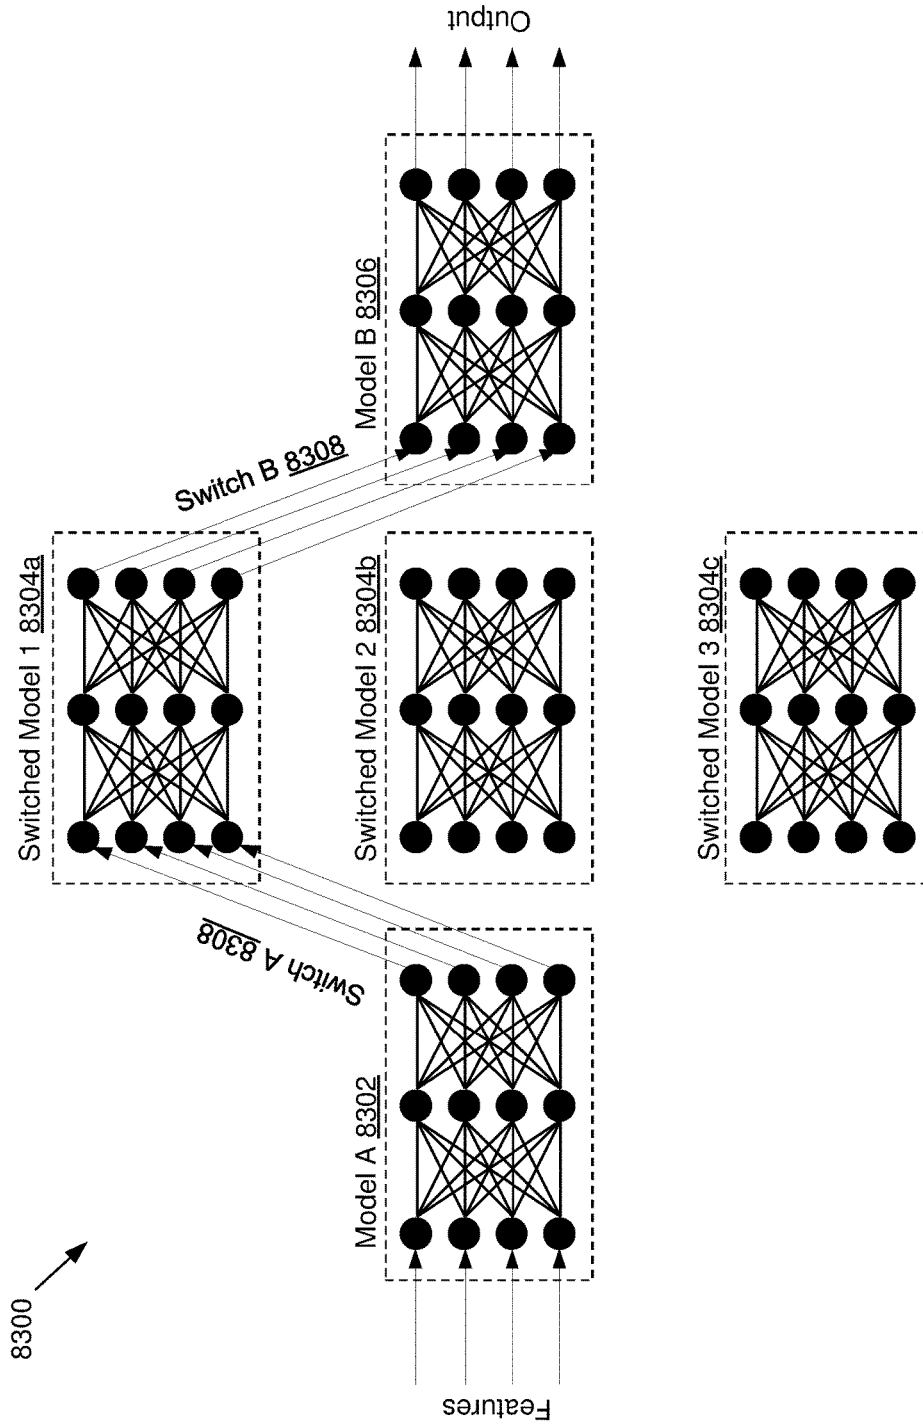 8300
Features
Model A 8302
Switch A 8308
Switched Model 1 8304a
Switched Model 2 8304b
Switched Model 3 8304c
Switch B 8308
Model B 8306
Output